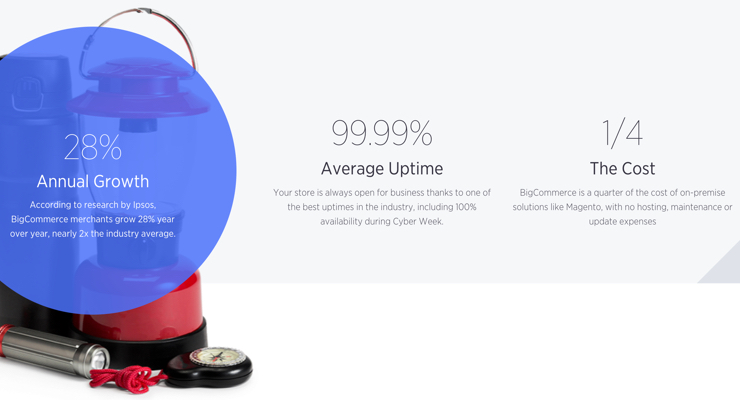 28%
Annual Growth
According to research by Ipsos,
BigCommerce merchants grow 28% year
over year, nearly 2x the industry average.
99.99%
Average Uptime
Your store is always open for business thanks to one of
the best uptimes in the industry, including 100%
availability during Cyber Week.
1/4
The Cost
BigCommerce is a quarter of the cost of on-premise
solutions like Magento, with no hosting, maintenance or
update expenses